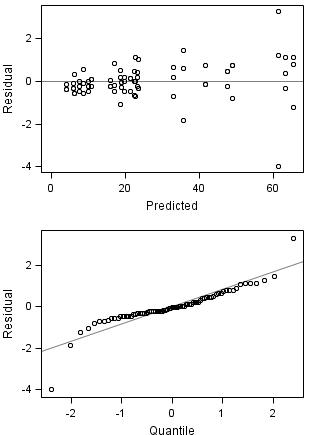 Residual
2
0
-2
-4
0 20 40 60
Predicted
Residual
2
0
-2
-4
-2 -1 0 1 2
Quantile